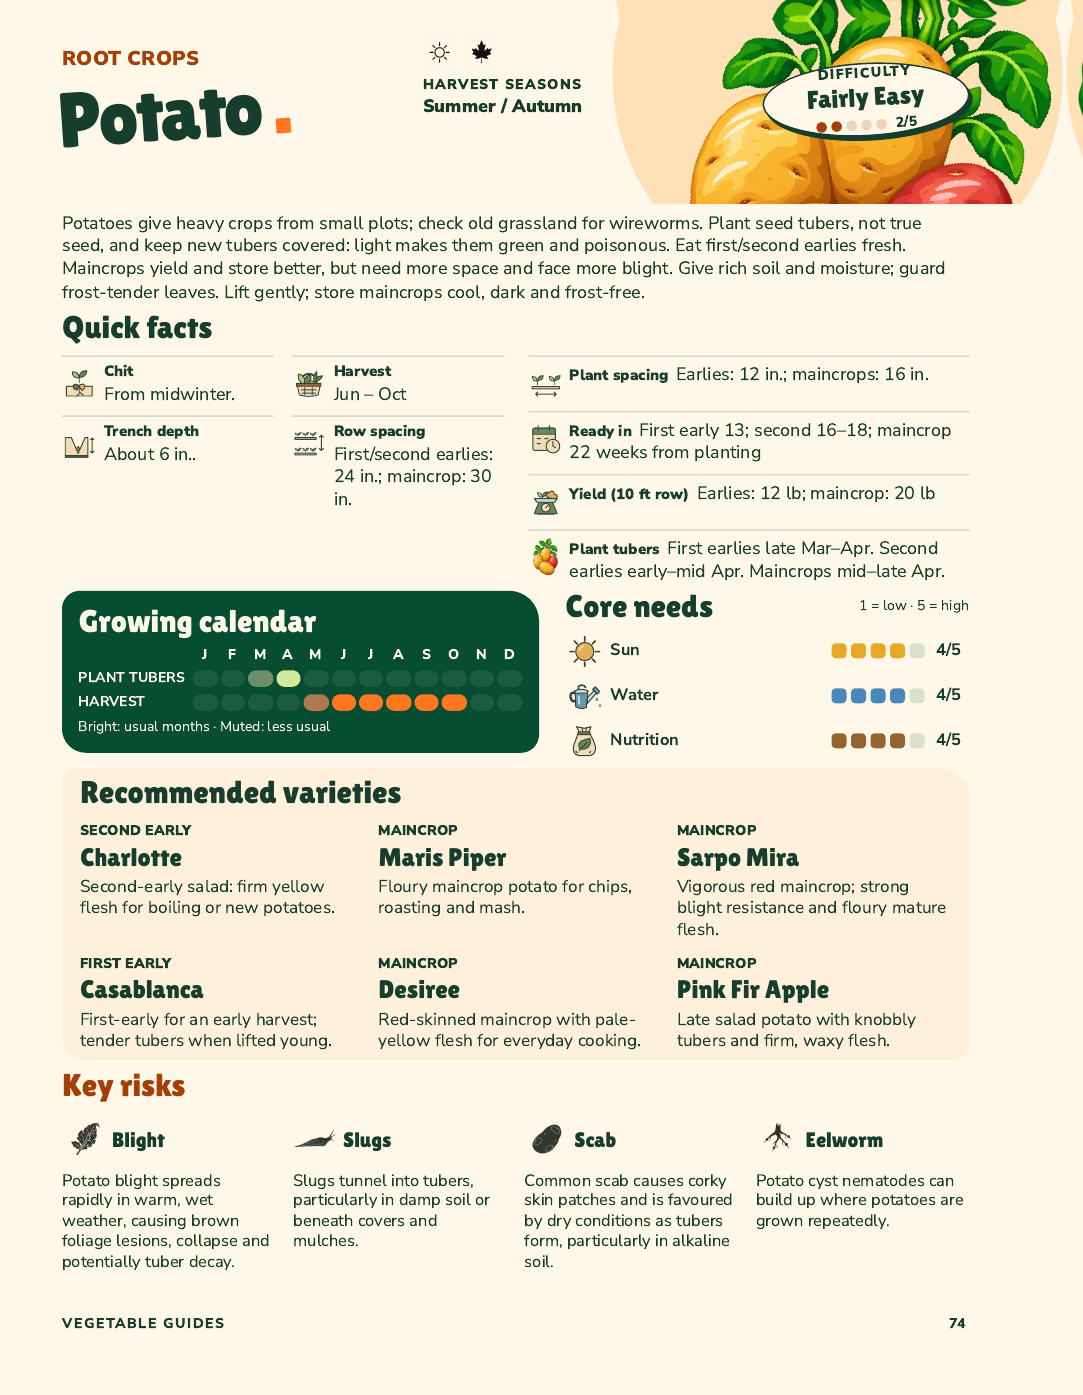 ROOT CROPS
Potato.
HARVEST SEASONS
Summer / Autumn
DIFFICULTY
Fairly Easy
2/5
Potatoes give heavy crops from small plots; check old grassland for wireworms. Plant seed tubers, not true
seed, and keep new tubers covered: light makes them green and poisonous. Eat first/second earlies fresh.
Maincrops yield and store better, but need more space and face more blight. Give rich soil and moisture; guard
frost-tender leaves. Lift gently; store maincrops cool, dark and frost-free.
Quick facts
Chit
From midwinter.
Harvest
Jun – Oct
Trench depth
About 6 in..
Row spacing
First/second earlies:
24 in.; maincrop: 30
in.
Plant spacing Earlies: 12 in.; maincrops: 16 in.
Ready in First early 13; second 16–18; maincrop
22 weeks from planting
Yield (10 ft row) Earlies: 12 lb; maincrop: 20 lb
Plant tubers First earlies late Mar–Apr. Second
earlies early–mid Apr. Maincrops mid–late Apr.
Growing calendar
J F M A M J J A S O N D
PLANT TUBERS
HARVEST
Bright: usual months · Muted: less usual
Core needs
1 = low · 5 = high
Sun 4/5
Water 4/5
Nutrition 4/5
Recommended varieties
SECOND EARLY
Charlotte
Second-early salad: firm yellow
flesh for boiling or new potatoes.
MAINCROP
Maris Piper
Floury maincrop potato for chips,
roasting and mash.
MAINCROP
Sarpo Mira
Vigorous red maincrop; strong
blight resistance and floury mature
flesh.
FIRST EARLY
Casablanca
First-early for an early harvest;
tender tubers when lifted young.
MAINCROP
Desiree
Red-skinned maincrop with pale-
yellow flesh for everyday cooking.
MAINCROP
Pink Fir Apple
Late salad potato with knobbly
tubers and firm, waxy flesh.
Key risks
Blight
Potato blight spreads
rapidly in warm, wet
weather, causing brown
foliage lesions, collapse and
potentially tuber decay.
Slugs
Slugs tunnel into tubers,
particularly in damp soil or
beneath covers and
mulches.
Scab
Common scab causes corky
skin patches and is favoured
by dry conditions as tubers
form, particularly in alkaline
soil.
Eelworm
Potato cyst nematodes can
build up where potatoes are
grown repeatedly.
VEGETABLE GUIDES
74